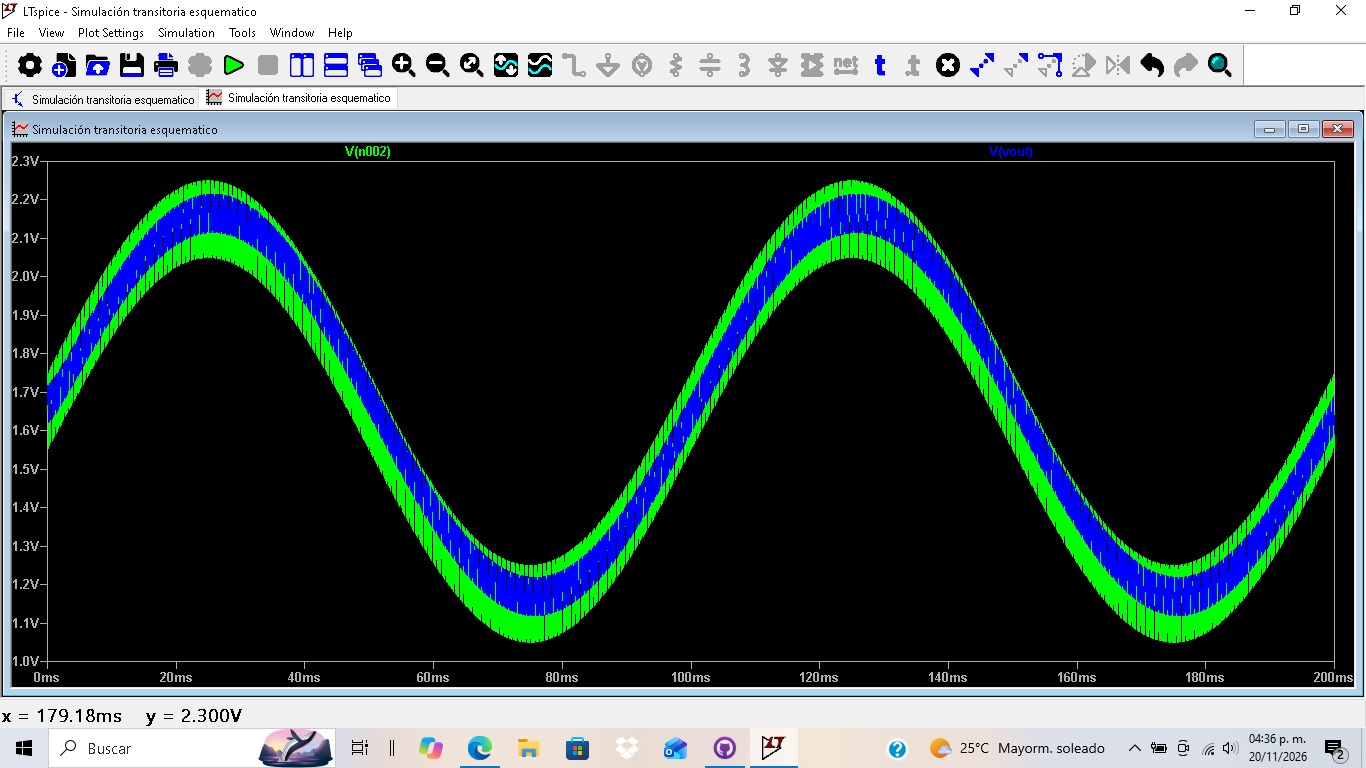 LTspice - Simulación transitoria esquematico
File View Plot Settings Simulation Tools Window Help
Simulación transitoria esquematico Simulación transitoria esquematico
Simulación transitoria esquematico
V(n002) V(vout)
2.3V
2.2V
2.1V
2.0V
1.9V
1.8V
1.7V
1.6V
1.5V
1.4V
1.3V
1.2V
1.1V
1.0V
0ms 20ms 40ms 60ms 80ms 100ms 120ms 140ms 160ms 180ms 200ms
x = 179.18ms y = 2.300V
Buscar 25°C Mayorm. soleado 04:36 p. m.
20/11/2026
2